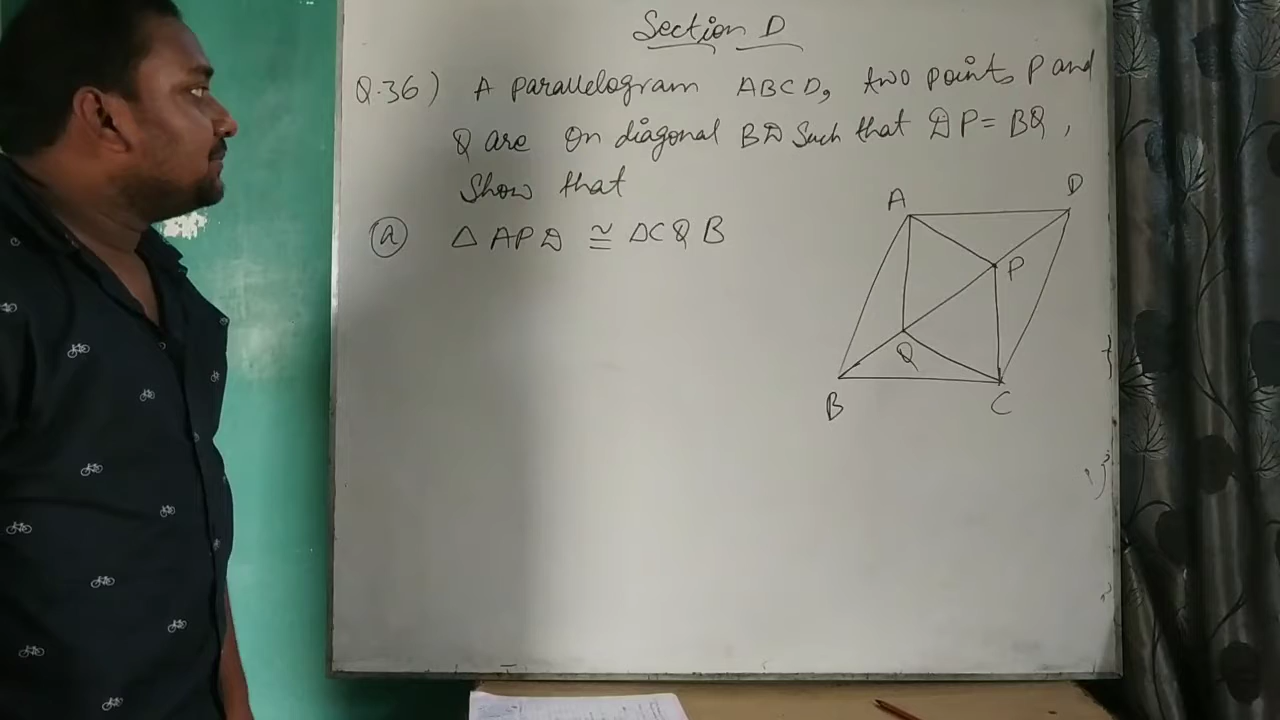 Section D
Q.36) A parallelogram ABCD, two points P and
Q are on diagonal BD Such that DP = BQ,
Show that
(a) △APD ≅ △CQB
A
D
P
Q
B
C